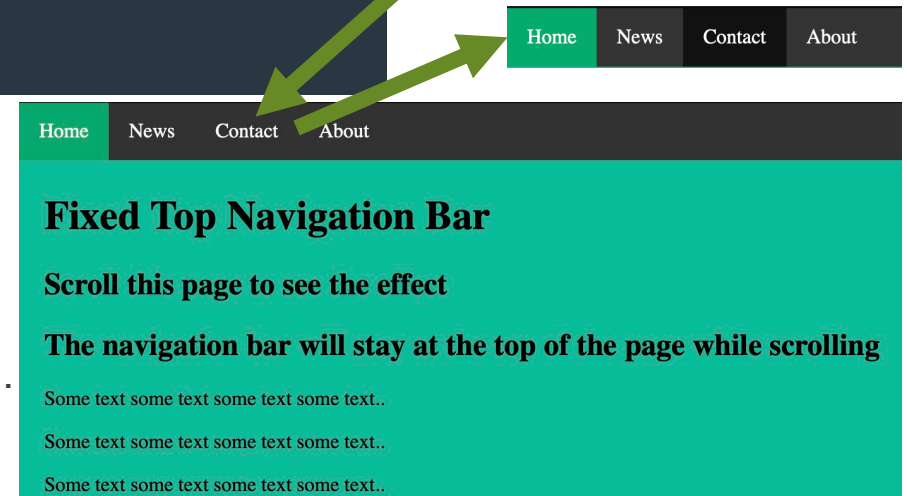 Home News Contact About
Home News Contact About
Fixed Top Navigation Bar
Scroll this page to see the effect
The navigation bar will stay at the top of the page while scrolling
Some text some text some text some text..
Some text some text some text some text..
Some text some text some text some text..